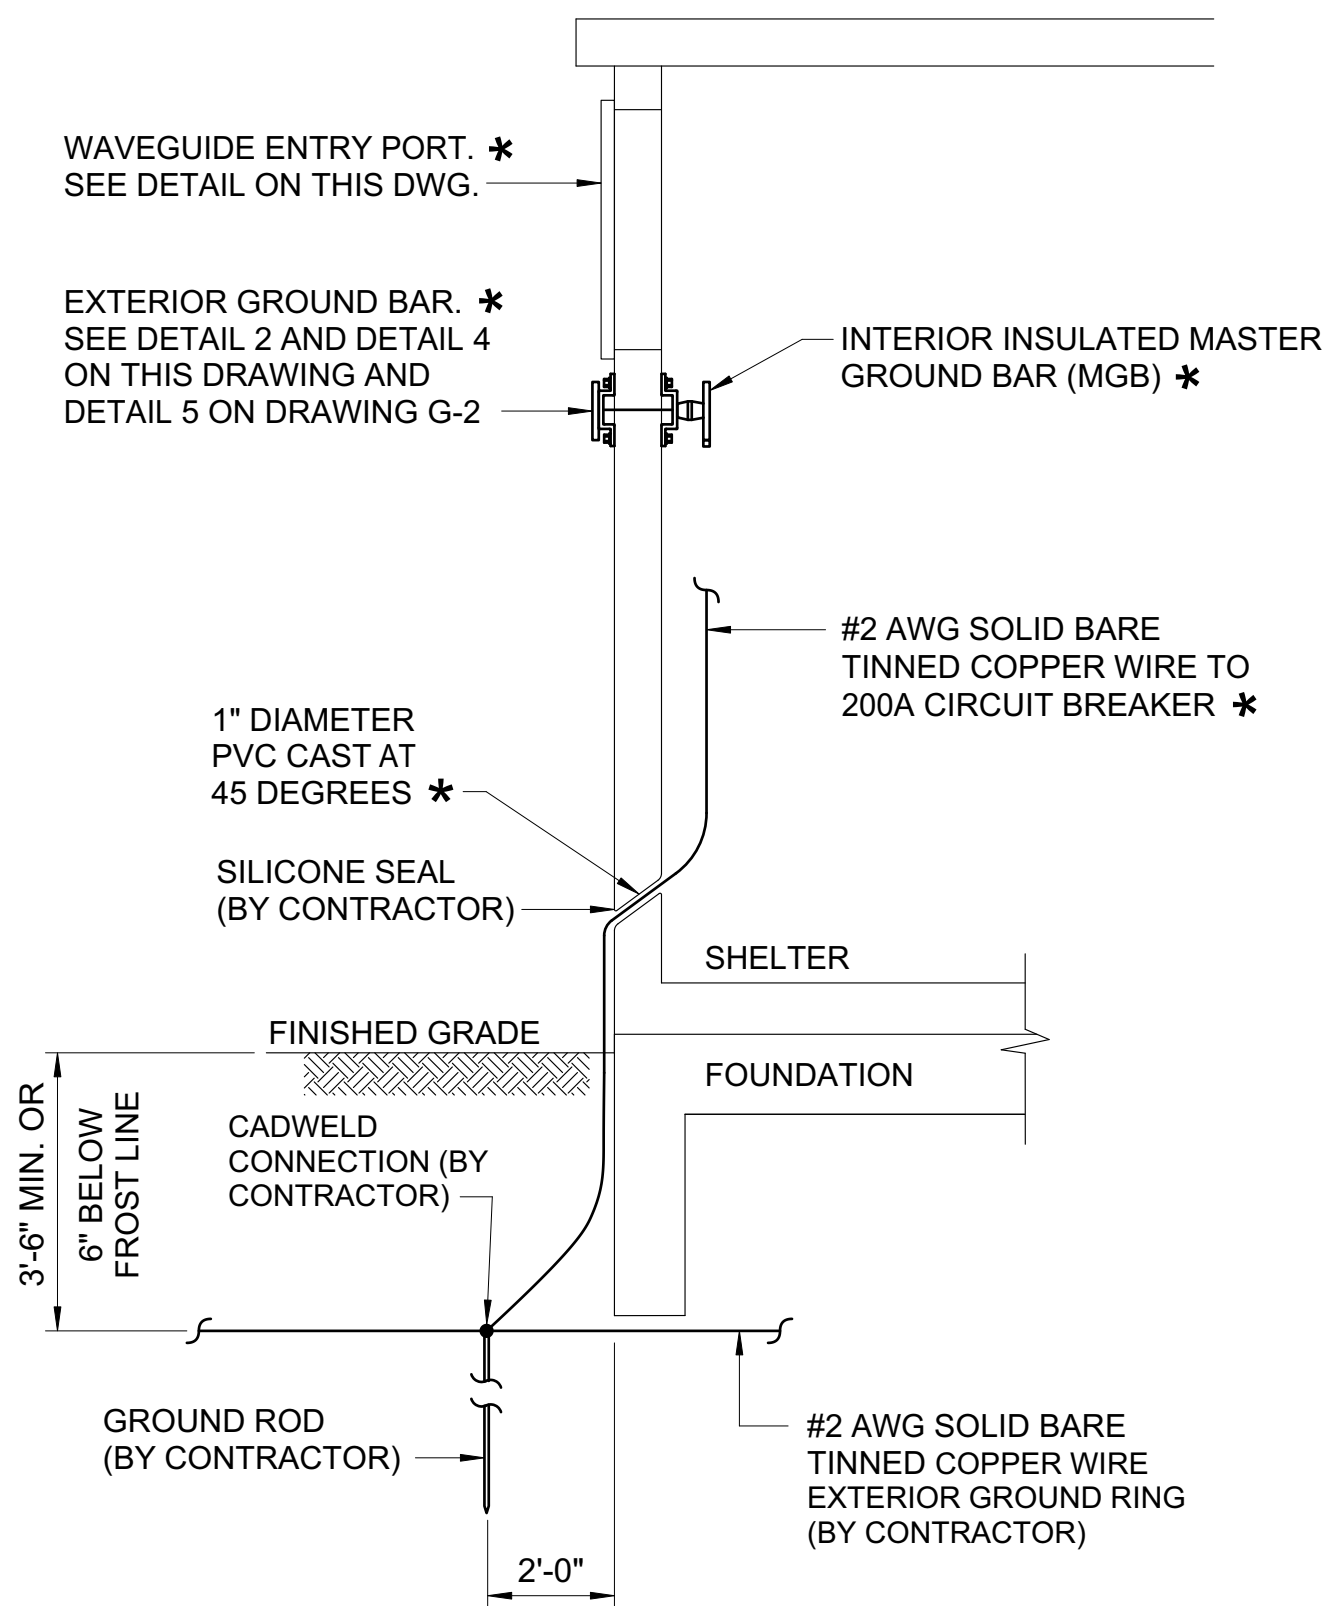 WAVEGUIDE ENTRY PORT. *
SEE DETAIL ON THIS DWG.
EXTERIOR GROUND BAR. *
SEE DETAIL 2 AND DETAIL 4
ON THIS DRAWING AND
DETAIL 5 ON DRAWING G-2
INTERIOR INSULATED MASTER
GROUND BAR (MGB) *
#2 AWG SOLID BARE
TINNED COPPER WIRE TO
200A CIRCUIT BREAKER *
1" DIAMETER
PVC CAST AT
45 DEGREES *
SILICONE SEAL
(BY CONTRACTOR)
SHELTER
FINISHED GRADE
FOUNDATION
3'-6" MIN. OR
6" BELOW
FROST LINE
CADWELD
CONNECTION (BY
CONTRACTOR)
GROUND ROD
(BY CONTRACTOR)
#2 AWG SOLID BARE
TINNED COPPER WIRE
EXTERIOR GROUND RING
(BY CONTRACTOR)
2'-0"